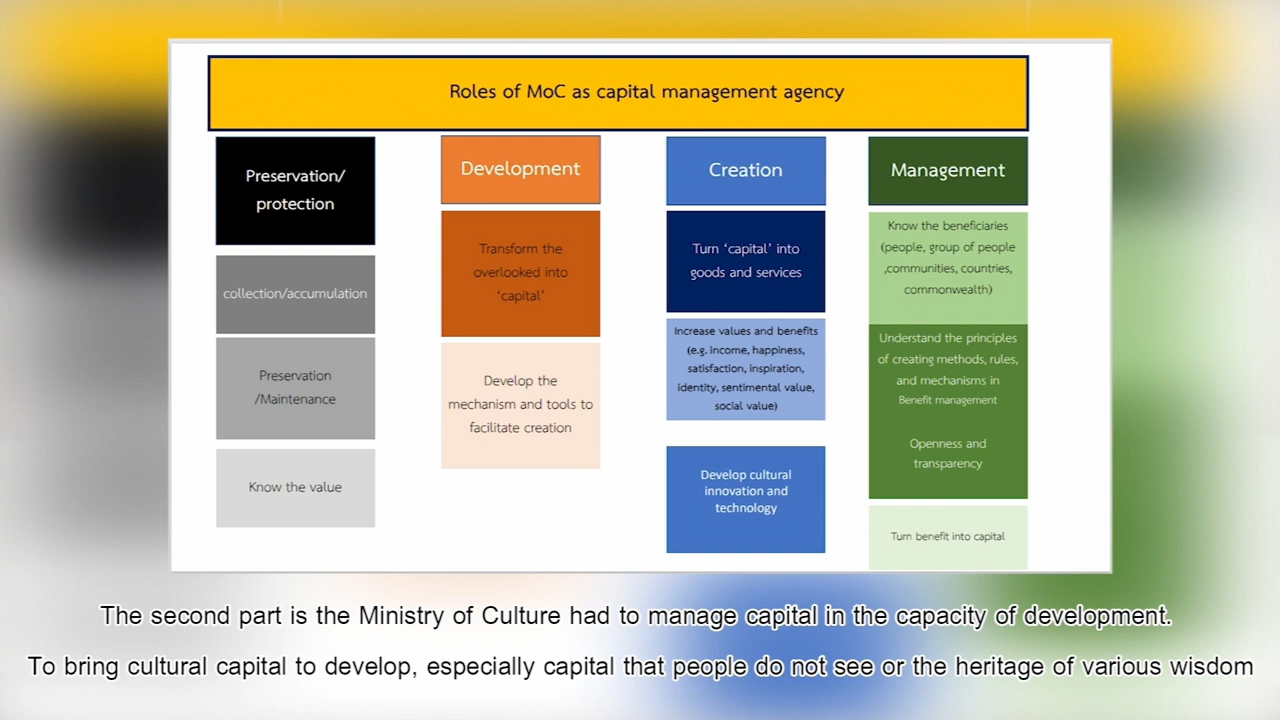 Roles of MoC as capital management agency
Preservation/
protection
collection/accumulation
Preservation
/Maintenance
Know the value
Development
Transform the
overlooked into
‘capital’
Develop the
mechanism and tools to
facilitate creation
Creation
Turn ‘capital’ into
goods and services
Increase values and benefits
(e.g. income, happiness,
satisfaction, inspiration,
identity, sentimental value,
social value)
Develop cultural
innovation and
technology
Management
Know the beneficiaries
(people, group of people
,communities, countries,
commonwealth)
Understand the principles
of creating methods, rules,
and mechanisms in
Benefit management
Openness and
transparency
Turn benefit into capital
The second part is the Ministry of Culture had to manage capital in the capacity of development.
To bring cultural capital to develop, especially capital that people do not see or the heritage of various wisdom